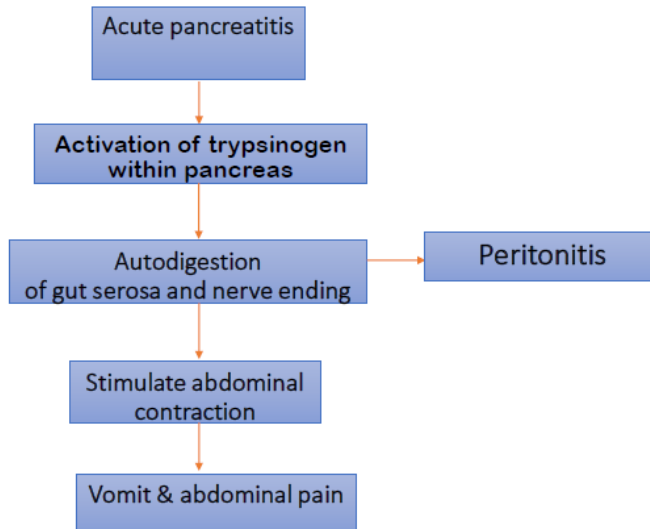 Acute pancreatitis
Activation of trypsinogen
within pancreas
Autodigestion
of gut serosa and nerve ending
Peritonitis
Stimulate abdominal
contraction
Vomit & abdominal pain